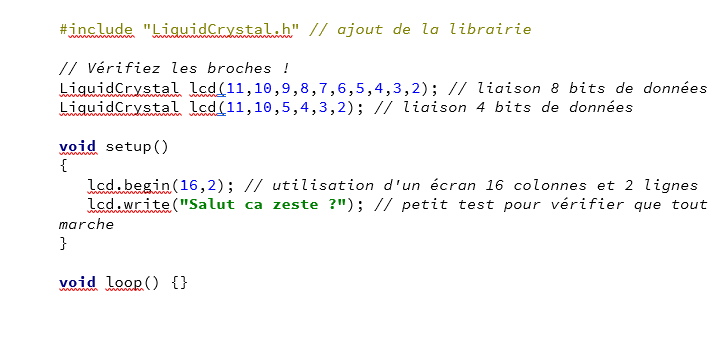 #include "LiquidCrystal.h" // ajout de la librairie
// Vérifiez les broches !
LiquidCrystal lcd(11,10,9,8,7,6,5,4,3,2); // liaison 8 bits de données
LiquidCrystal lcd(11,10,5,4,3,2); // liaison 4 bits de données
void setup()
{
lcd.begin(16,2); // utilisation d'un écran 16 colonnes et 2 lignes
lcd.write("Salut ca zeste ?"); // petit test pour vérifier que tout
marche
}
void loop() {}